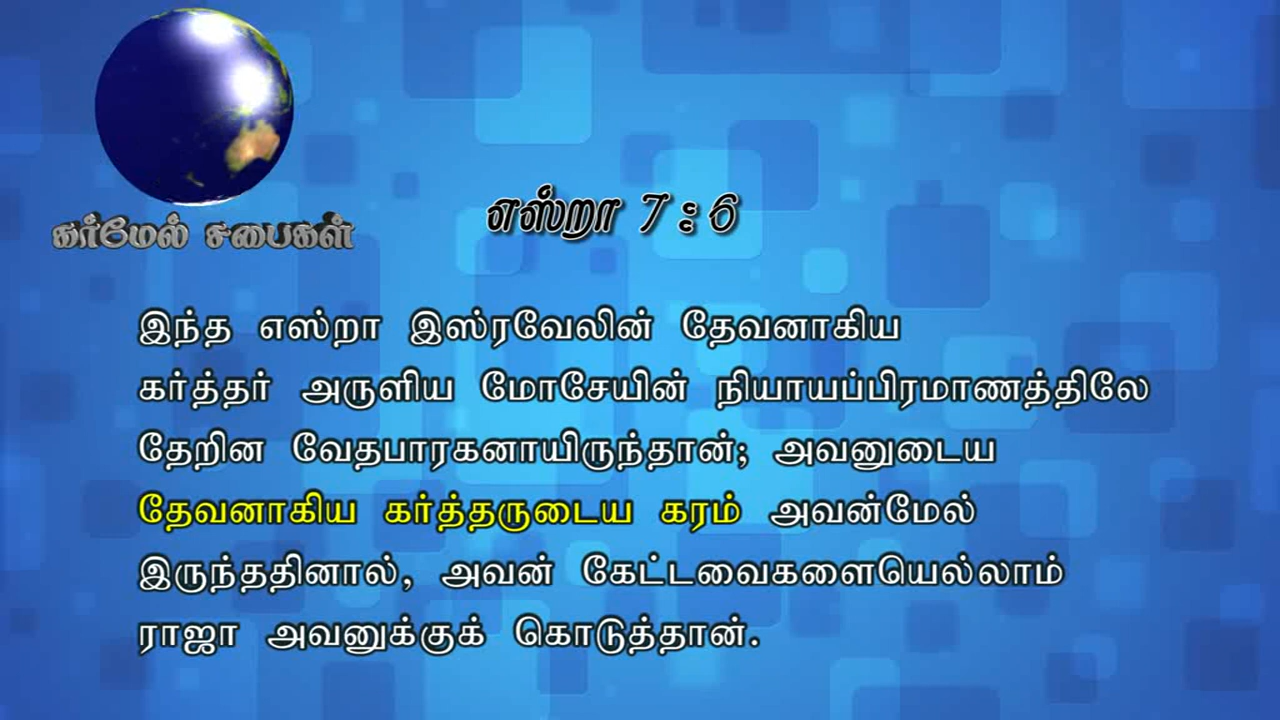 கர்மேல் சபைகள்
எஸ்றா 7 : 6
இந்த எஸ்றா இஸ்ரவேலின் தேவனாகிய
கர்த்தர் அருளிய மோசேயின் நியாயப்பிரமாணத்திலே
தேறின வேதபாரகனாயிருந்தான்; அவனுடைய
தேவனாகிய கர்த்தருடைய கரம் அவன்மேல்
இருந்ததினால், அவன் கேட்டவைகளையெல்லாம்
ராஜா அவனுக்குக் கொடுத்தான்.